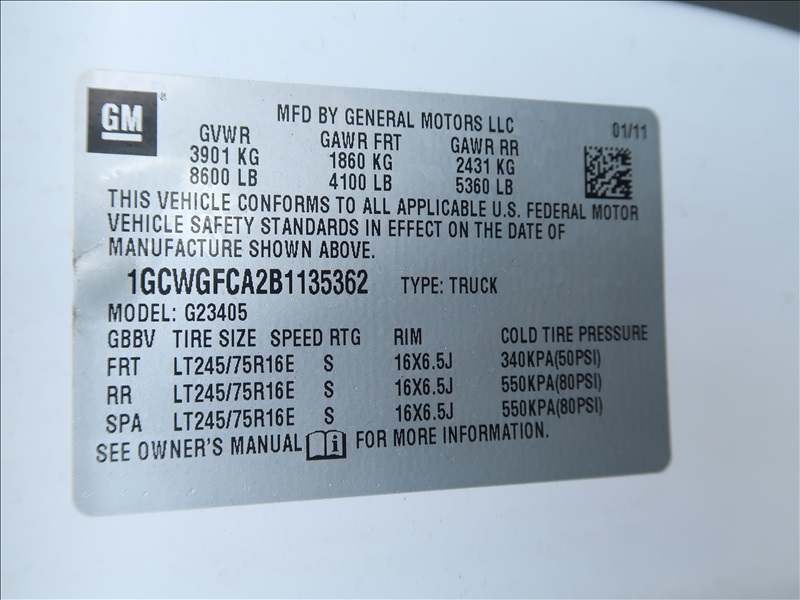 GM
MFD BY GENERAL MOTORS LLC 01/11
GVWR GAWR FRT GAWR RR
3901 KG 1860 KG 2431 KG
8600 LB 4100 LB 5360 LB
THIS VEHICLE CONFORMS TO ALL APPLICABLE U.S. FEDERAL MOTOR
VEHICLE SAFETY STANDARDS IN EFFECT ON THE DATE OF
MANUFACTURE SHOWN ABOVE.
1GCWGFCA2B1135362 TYPE: TRUCK
MODEL: G23405
GBBV TIRE SIZE SPEED RTG RIM COLD TIRE PRESSURE
FRT LT245/75R16E S 16X6.5J 340KPA(50PSI)
RR LT245/75R16E S 16X6.5J 550KPA(80PSI)
SPA LT245/75R16E S 16X6.5J 550KPA(80PSI)
SEE OWNER'S MANUAL i FOR MORE INFORMATION.